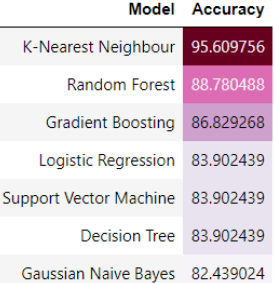 Model Accuracy
K-Nearest Neighbour 95.609756
Random Forest 88.780488
Gradient Boosting 86.829268
Logistic Regression 83.902439
Support Vector Machine 83.902439
Decision Tree 83.902439
Gaussian Naive Bayes 82.439024